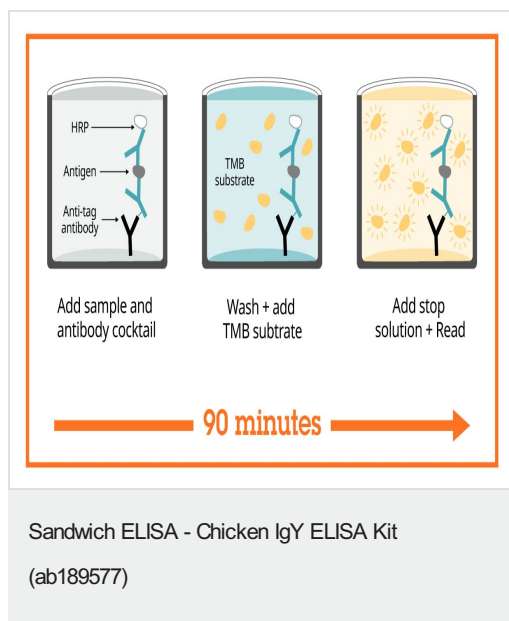 HRP
Antigen
Anti-tag
antibody
TMB
substrate
Add sample and
antibody cocktail
Wash + add
TMB subtrate
Add stop
solution + Read
90 minutes
Sandwich ELISA - Chicken IgY ELISA Kit
(ab189577)